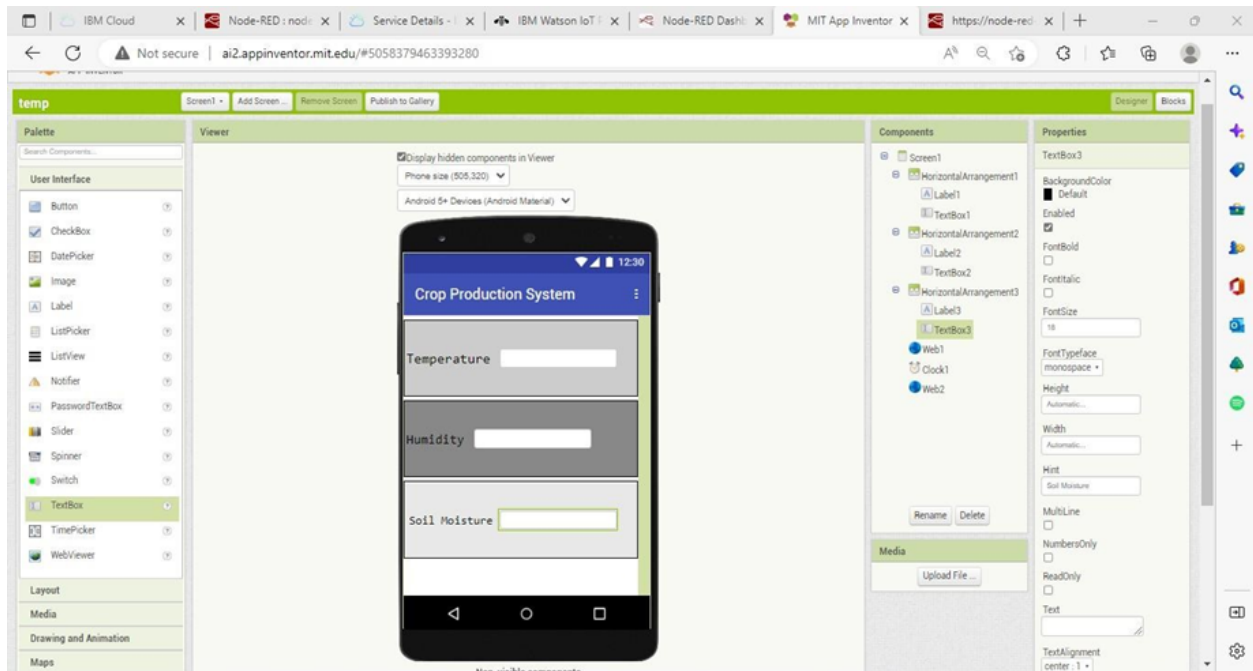 IBM Cloud
Node-RED : node
Service Details - I
IBM Watson IoT P
Node-RED Dashb
MIT App Inventor
https://node-red
Not secure | ai2.appinventor.mit.edu/#5058379463393280
temp
Screen1
Add Screen ...
Remove Screen
Publish to Gallery
Designer
Blocks
Palette
Search Components...
User Interface
Button
CheckBox
DatePicker
Image
Label
ListPicker
ListView
Notifier
PasswordTextBox
Slider
Spinner
Switch
TextBox
TimePicker
WebViewer
Layout
Media
Drawing and Animation
Maps
Viewer
Display hidden components in Viewer
Phone size (505,320)
Android 5+ Devices (Android Material)
12:30
Crop Production System
Temperature
Humidity
Soil Moisture
Components
Screen1
HorizontalArrangement1
Label1
TextBox1
HorizontalArrangement2
Label2
TextBox2
HorizontalArrangement3
Label3
TextBox3
Web1
Clock1
Web2
Rename
Delete
Media
Upload File ...
Properties
TextBox3
BackgroundColor
Default
Enabled
FontBold
FontItalic
FontSize
18
FontTypeface
monospace
Height
Automatic...
Width
Automatic...
Hint
Soil Moisture
MultiLine
NumbersOnly
ReadOnly
Text
TextAlignment
center : 1